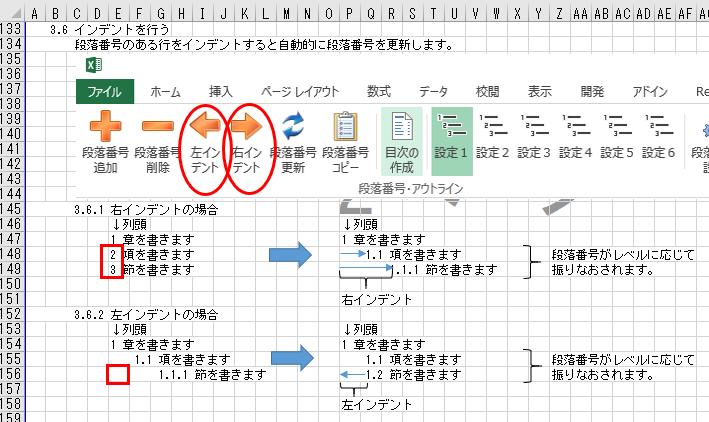 A B C D E F G H I J K L M N O P Q R S T U V W X Y Z AA AB AC AD AE AF AG
133 3.6 インデントを行う
134 段落番号のある行をインデントすると自動的に段落番号を更新します。
135
136
137 ファイル ホーム 挿入 ページ レイアウト 数式 データ 校閲 表示 開発 アドイン Re
138
139
140
141 段落番号 段落番号 左イン 右イン 段落番号 段落番号 目次の 設定1 設定2 設定3 設定4 設定5 設定6 段落番
142 追加 削除 デント デント 更新 コピー 作成 設
143
144 段落番号・アウトライン
145 3.6.1 右インデントの場合
146 ↓列頭 ↓列頭
147 1 章を書きます 1 章を書きます
148 2 項を書きます 1.1 項を書きます 段落番号がレベルに応じて
149 3 節を書きます 1.1.1 節を書きます 振りなおされます。
150
151 右インデント
152 3.6.2 左インデントの場合
153 ↓列頭 ↓列頭
154 1 章を書きます 1 章を書きます
155 1.1 項を書きます 1.1 項を書きます 段落番号がレベルに応じて
156 1.1.1 節を書きます 1.2 節を書きます 振りなおされます。
157
158 左インデント